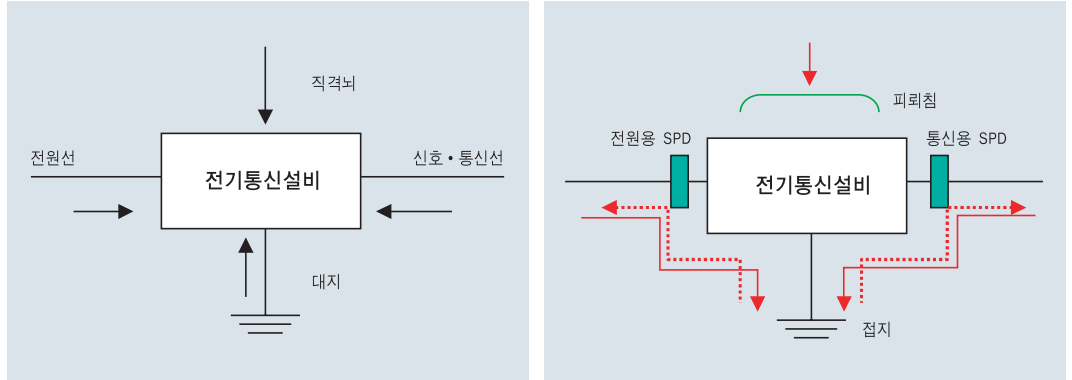 직격뇌
전원선
신호 • 통신선
전기통신설비
대지
피뢰침
전원용 SPD
통신용 SPD
전기통신설비
접지